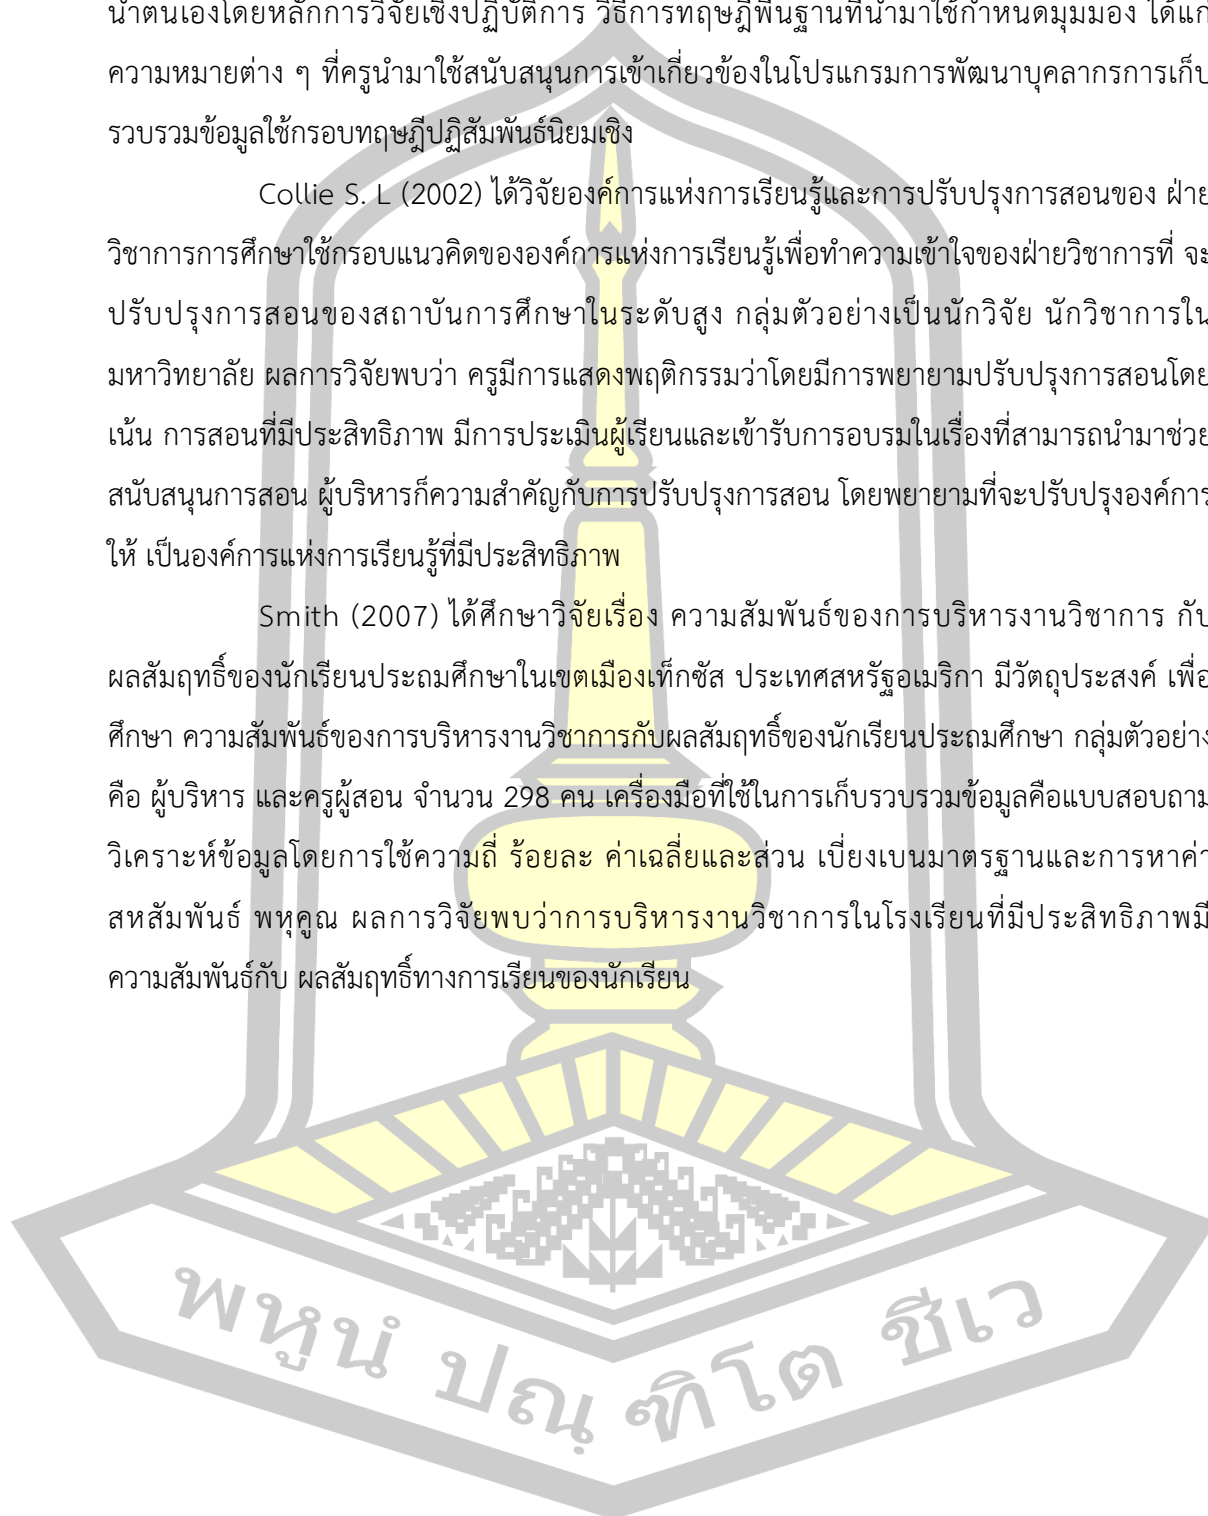 นำตนเองโดยหลักการวิจัยเชิงปฏิบัติการ วิธีการทฤษฎีพื้นฐานที่นำมาใช้กำหนดมุมมอง ได้แก่
ความหมายต่าง ๆ ที่ครูนำมาใช้สนับสนุนการเข้าเกี่ยวข้องในโปรแกรมการพัฒนาบุคลากรการเก็บ
รวบรวมข้อมูลใช้กรอบทฤษฎีปฏิสัมพันธ์นิยมเชิง
Collie S. L (2002) ได้วิจัยองค์การแห่งการเรียนรู้และการปรับปรุงการสอนของ ฝ่าย
วิชาการการศึกษาใช้กรอบแนวคิดขององค์การแห่งการเรียนรู้เพื่อทำความเข้าใจของฝ่ายวิชาการที่ จะ
ปรับปรุงการสอนของสถาบันการศึกษาในระดับสูง กลุ่มตัวอย่างเป็นนักวิจัย นักวิชาการใน
มหาวิทยาลัย ผลการวิจัยพบว่า ครูมีการแสดงพฤติกรรมว่าโดยมีการพยายามปรับปรุงการสอนโดย
เน้น การสอนที่มีประสิทธิภาพ มีการประเมินผู้เรียนและเข้ารับการอบรมในเรื่องที่สามารถนำมาช่วย
สนับสนุนการสอน ผู้บริหารก็ความสำคัญกับการปรับปรุงการสอน โดยพยายามที่จะปรับปรุงองค์การ
ให้ เป็นองค์การแห่งการเรียนรู้ที่มีประสิทธิภาพ
Smith (2007) ได้ศึกษาวิจัยเรื่อง ความสัมพันธ์ของการบริหารงานวิชาการ กับ
ผลสัมฤทธิ์ของนักเรียนประถมศึกษาในเขตเมืองเท็กซัส ประเทศสหรัฐอเมริกา มีวัตถุประสงค์ เพื่อ
ศึกษา ความสัมพันธ์ของการบริหารงานวิชาการกับผลสัมฤทธิ์ของนักเรียนประถมศึกษา กลุ่มตัวอย่าง
คือ ผู้บริหาร และครูผู้สอน จำนวน 298 คน เครื่องมือที่ใช้ในการเก็บรวบรวมข้อมูลคือแบบสอบถาม
วิเคราะห์ข้อมูลโดยการใช้ความถี่ ร้อยละ ค่าเฉลี่ยและส่วน เบี่ยงเบนมาตรฐานและการหาค่า
สหสัมพันธ์ พหุคูณ ผลการวิจัยพบว่าการบริหารงานวิชาการในโรงเรียนที่มีประสิทธิภาพมี
ความสัมพันธ์กับ ผลสัมฤทธิ์ทางการเรียนของนักเรียน
พหูนํ ปณฺฑิโต ชีเว